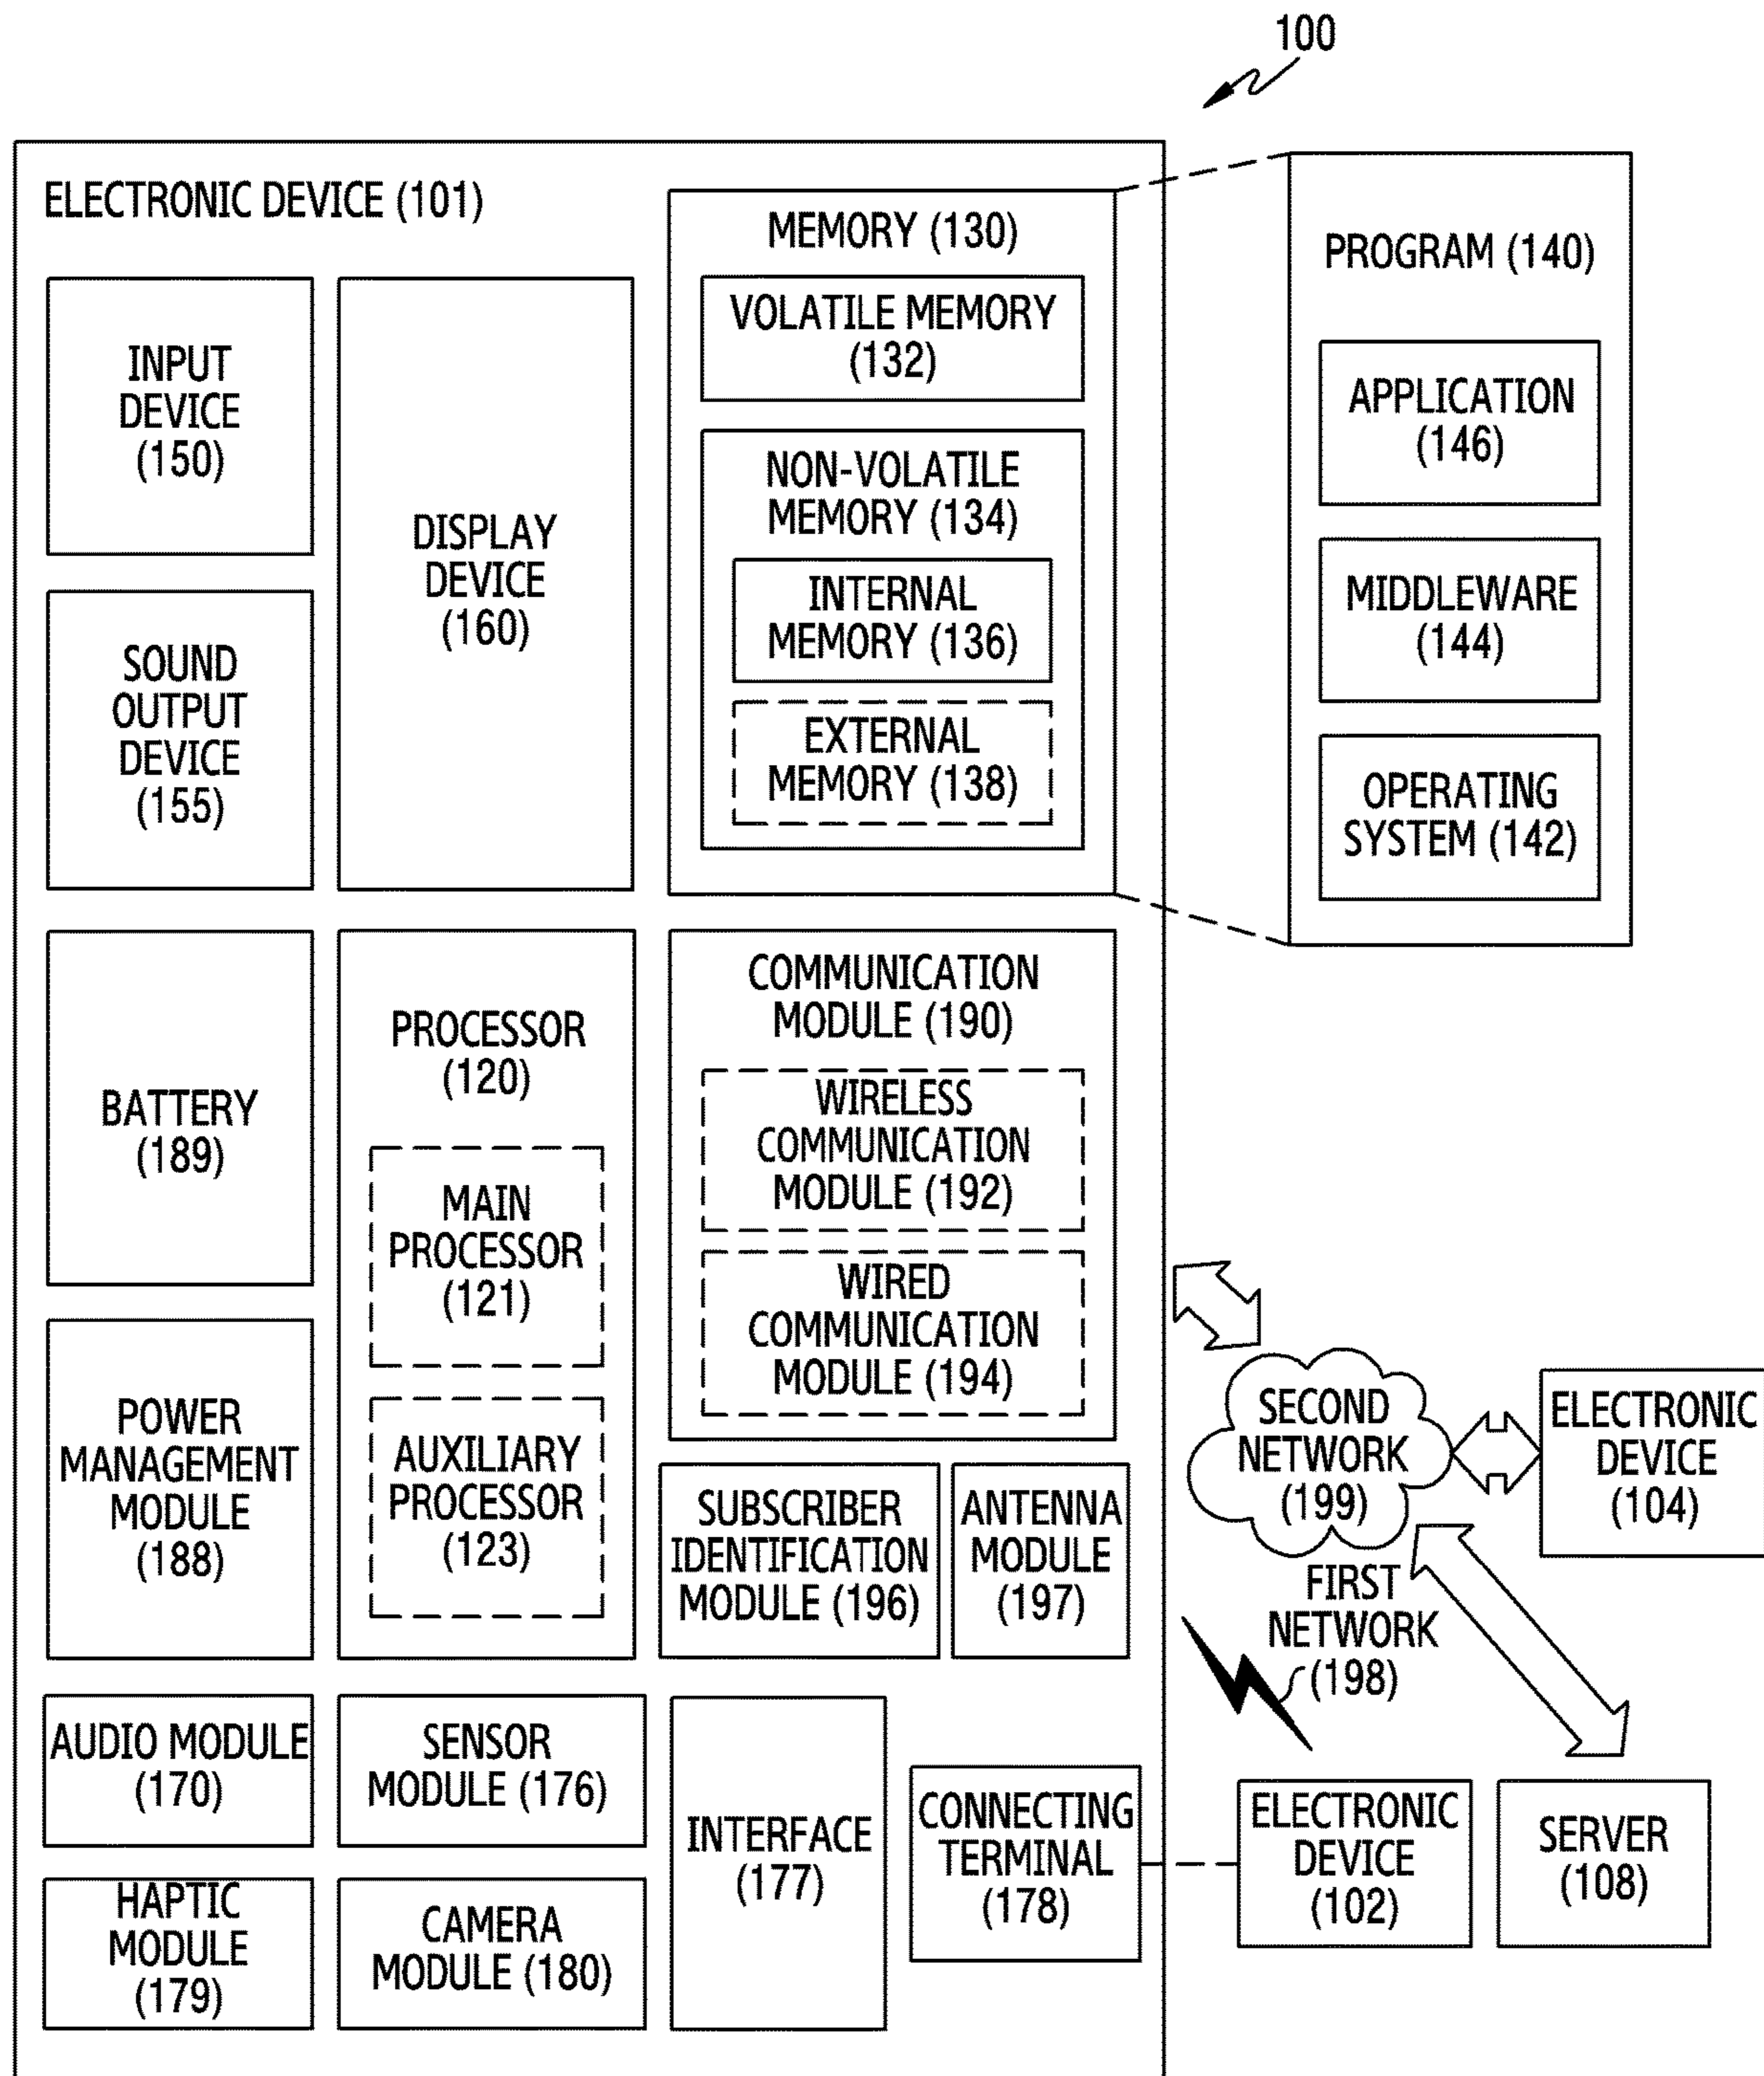 100
ELECTRONIC DEVICE (101)
INPUT
DEVICE
(150)
SOUND
OUTPUT
DEVICE
(155)
DISPLAY
DEVICE
(160)
MEMORY (130)
VOLATILE MEMORY
(132)
NON-VOLATILE
MEMORY (134)
INTERNAL
MEMORY (136)
EXTERNAL
MEMORY (138)
PROGRAM (140)
APPLICATION
(146)
MIDDLEWARE
(144)
OPERATING
SYSTEM (142)
BATTERY
(189)
POWER
MANAGEMENT
MODULE
(188)
PROCESSOR
(120)
MAIN
PROCESSOR
(121)
AUXILIARY
PROCESSOR
(123)
COMMUNICATION
MODULE (190)
WIRELESS
COMMUNICATION
MODULE (192)
WIRED
COMMUNICATION
MODULE (194)
SUBSCRIBER
IDENTIFICATION
MODULE (196)
ANTENNA
MODULE
(197)
SECOND
NETWORK
(199)
ELECTRONIC
DEVICE
(104)
FIRST
NETWORK
(198)
AUDIO MODULE
(170)
SENSOR
MODULE (176)
HAPTIC
MODULE
(179)
CAMERA
MODULE (180)
INTERFACE
(177)
CONNECTING
TERMINAL
(178)
ELECTRONIC
DEVICE
(102)
SERVER
(108)